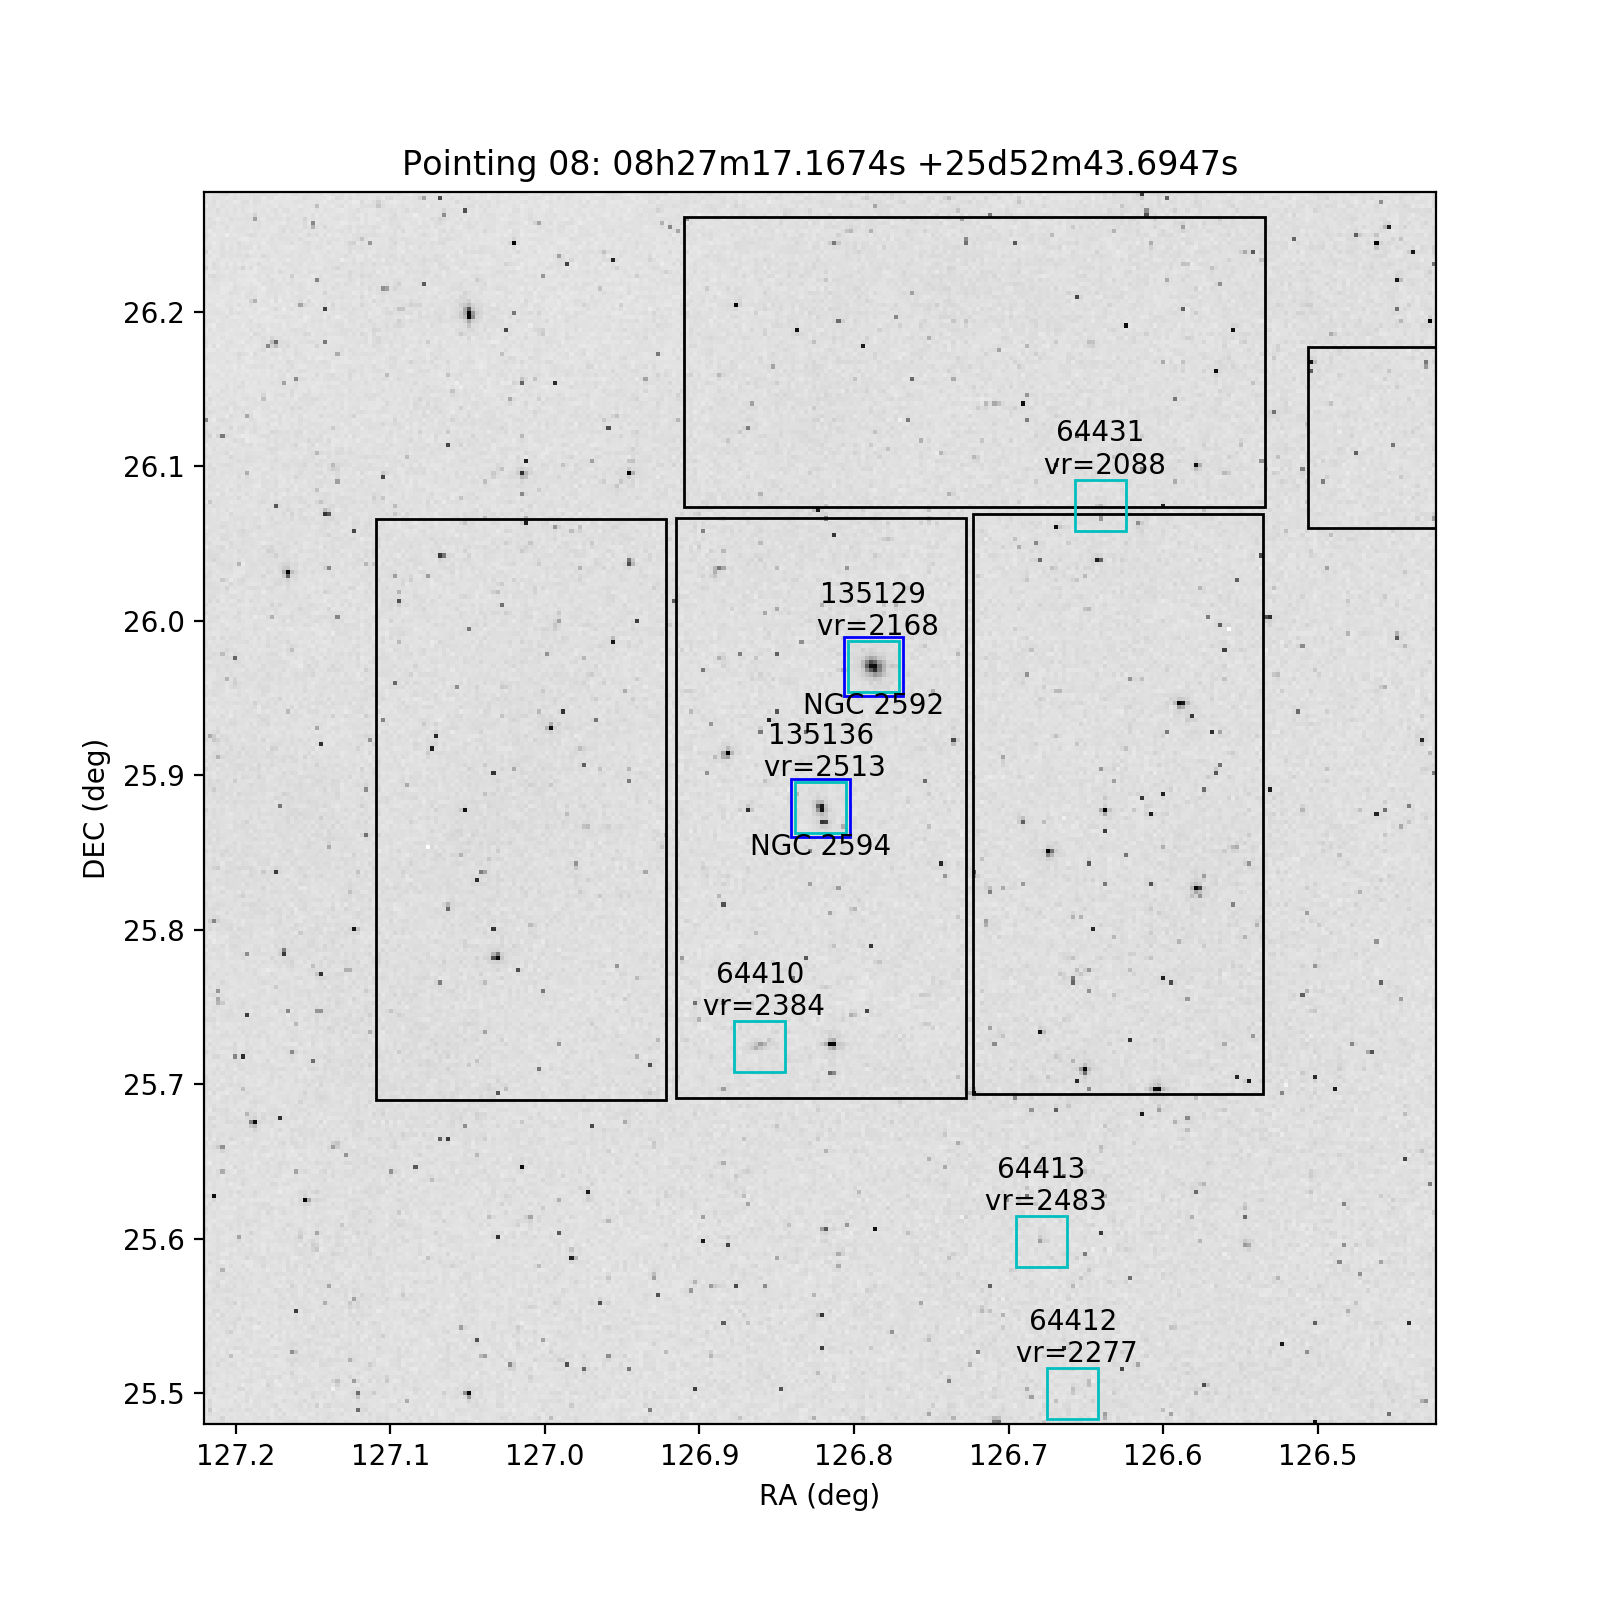 Pointing 08: 08h27m17.1674s +25d52m43.6947s
26.2
26.1
26.0
25.9
25.8
25.7
25.6
25.5
DEC (deg)
64431
vr=2088
135129
vr=2168
NGC 2592
135136
vr=2513
NGC 2594
64410
vr=2384
64413
vr=2483
64412
vr=2277
127.2 127.1 127.0 126.9 126.8 126.7 126.6 126.5
RA (deg)